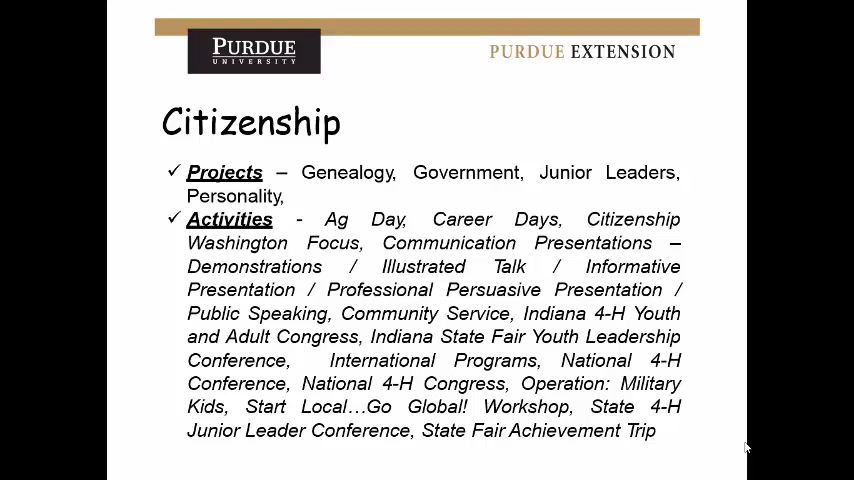 PURDUE
UNIVERSITY
PURDUE EXTENSION
Citizenship
✓ Projects – Genealogy, Government, Junior Leaders,
Personality,
✓ Activities - Ag Day, Career Days, Citizenship
Washington Focus, Communication Presentations –
Demonstrations / Illustrated Talk / Informative
Presentation / Professional Persuasive Presentation /
Public Speaking, Community Service, Indiana 4-H Youth
and Adult Congress, Indiana State Fair Youth Leadership
Conference, International Programs, National 4-H
Conference, National 4-H Congress, Operation: Military
Kids, Start Local…Go Global! Workshop, State 4-H
Junior Leader Conference, State Fair Achievement Trip